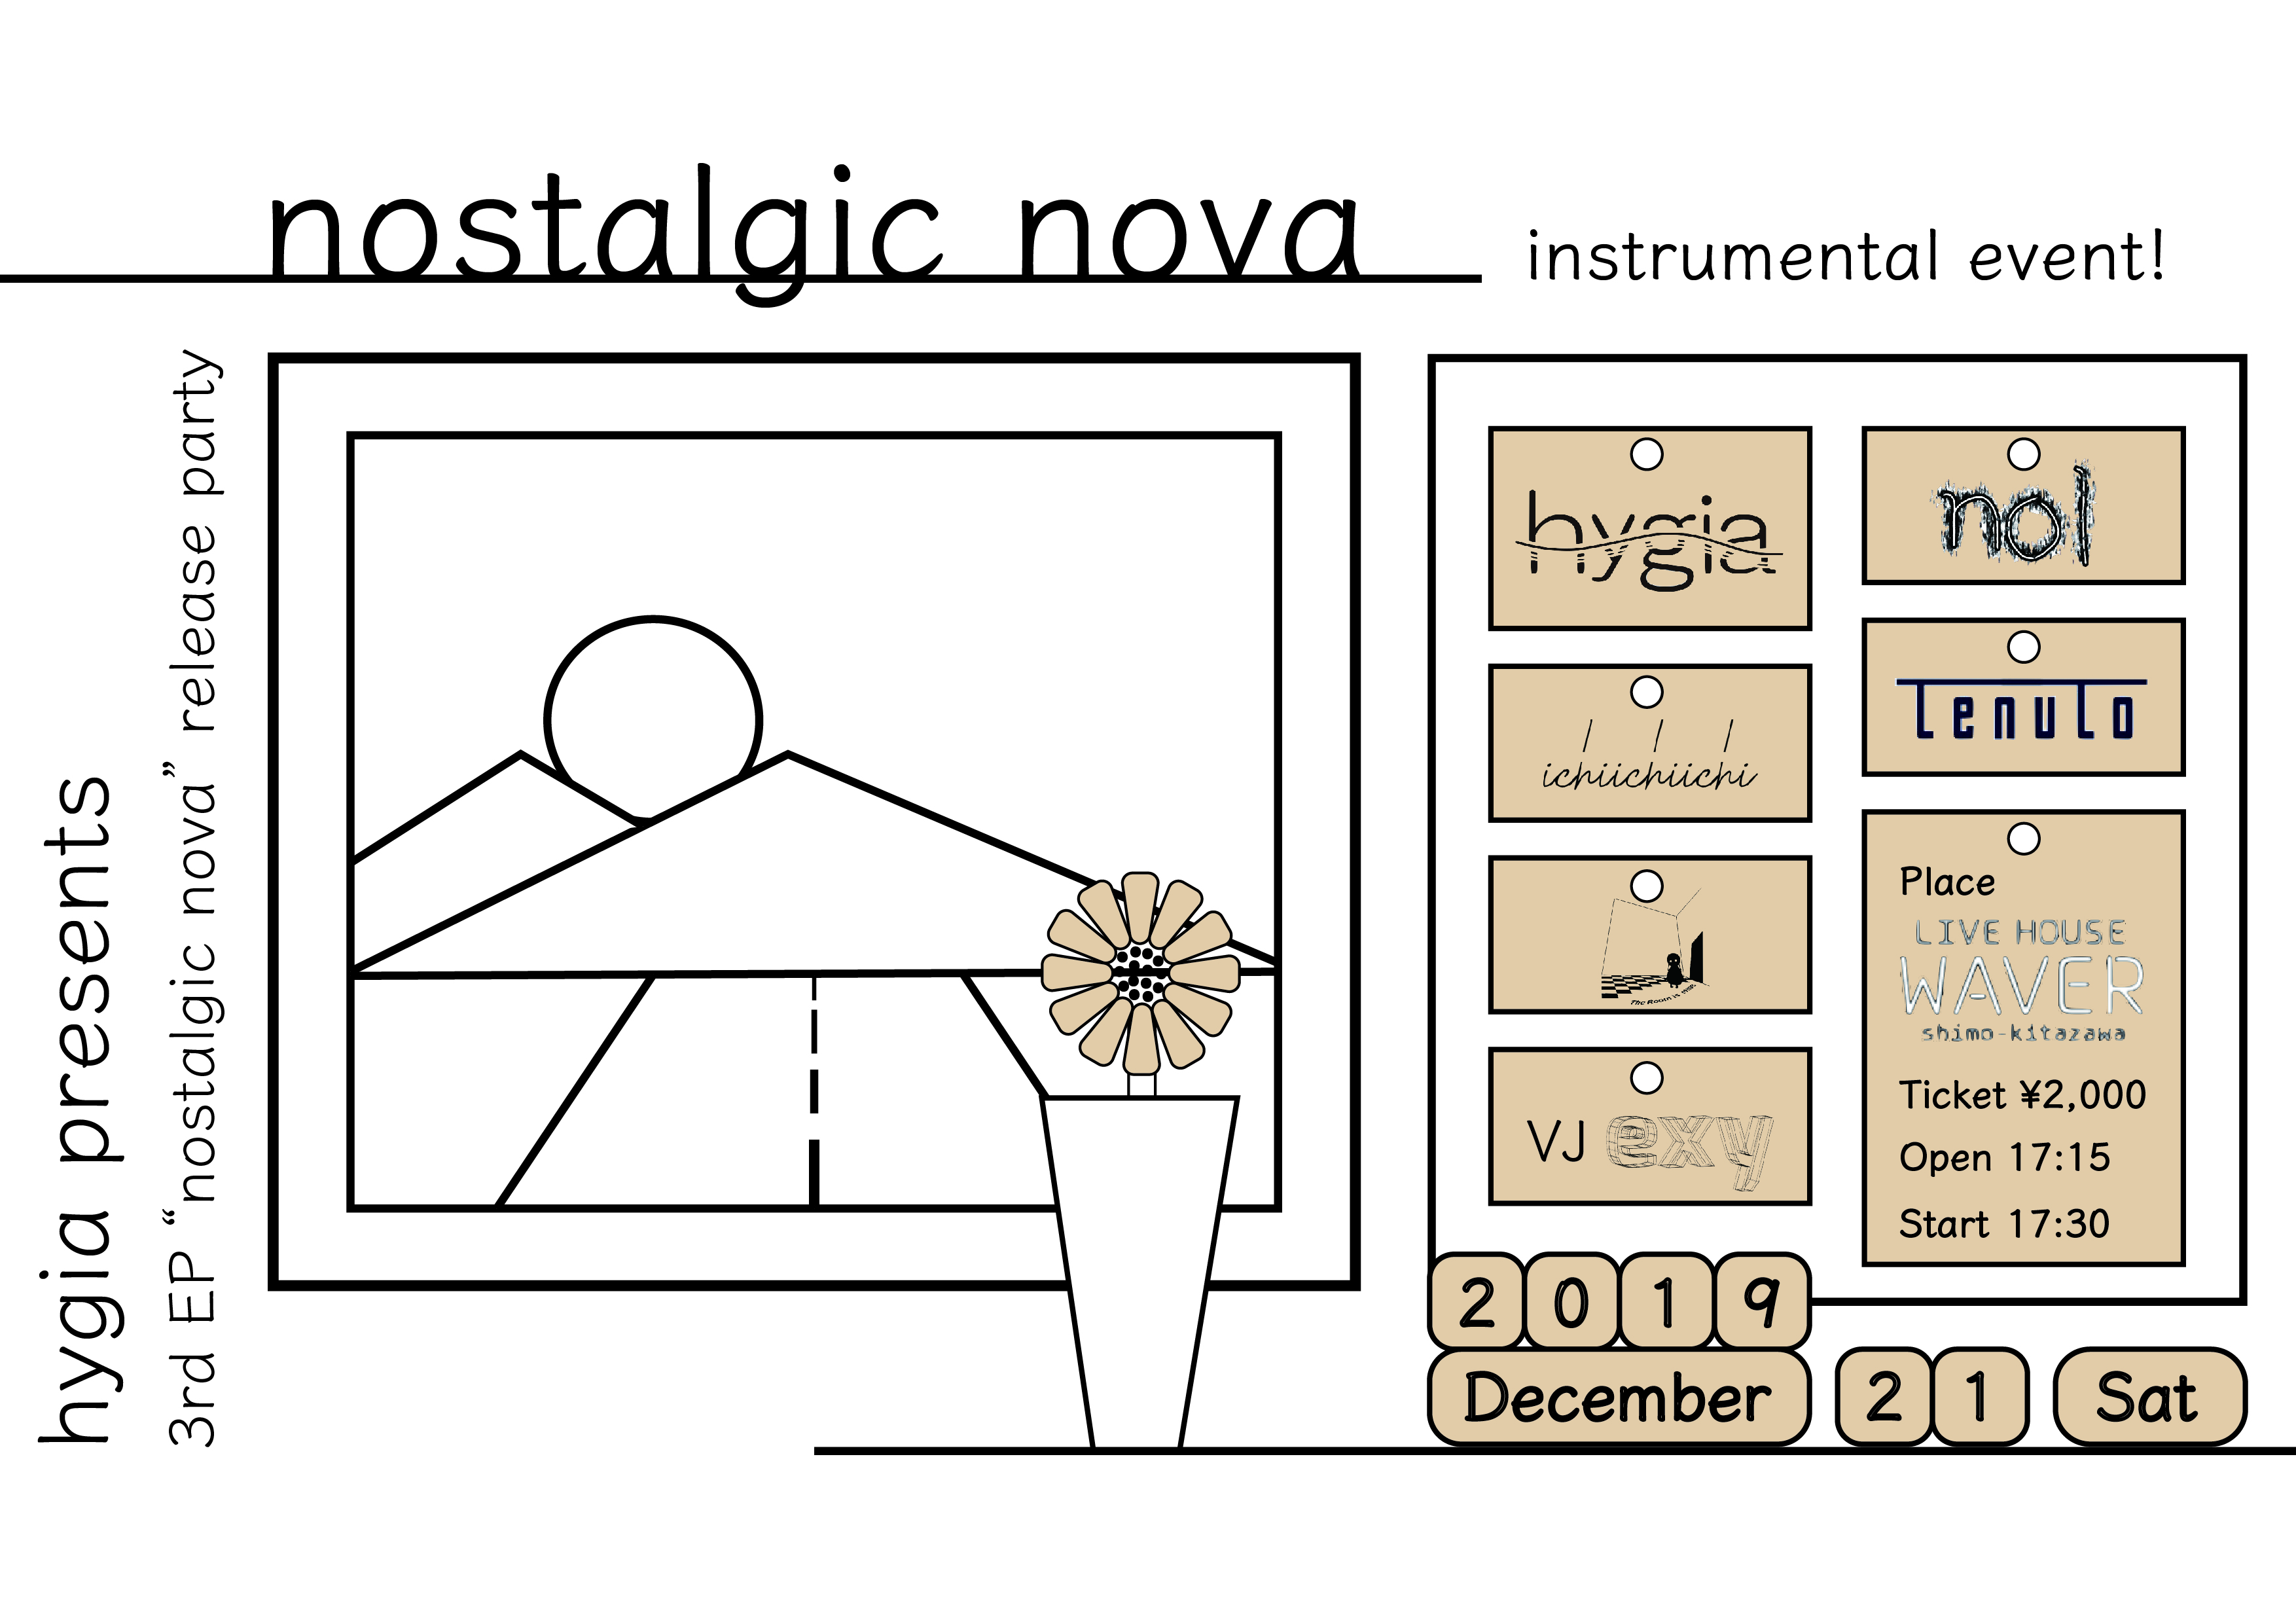 nostalgic nova
instrumental event!
hygia presents
3rd EP “nostalgic nova” release party
hygia
nol
ichiichiichi
tenuto
The Room is
VJ exy
Place
LIVE HOUSE
WAVER
shimo-kitazawa
Ticket ¥2,000
Open 17:15
Start 17:30
2019
December 21 Sat